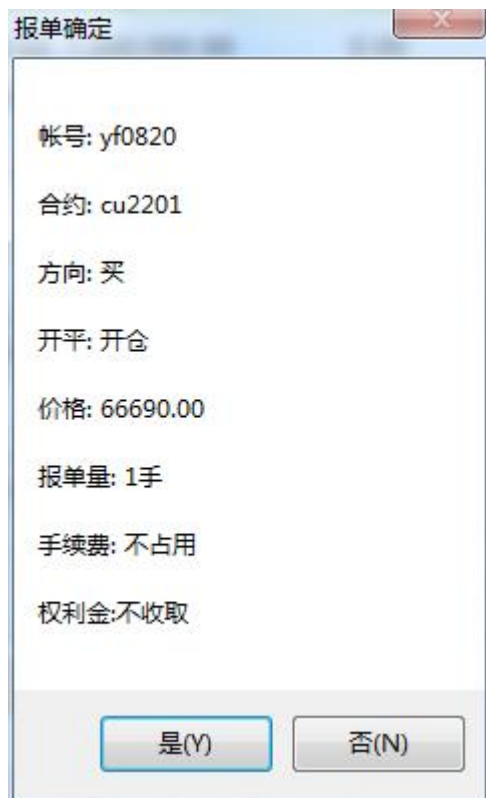 报单确定
帐号: yf0820
合约: cu2201
方向: 买
开平: 开仓
价格: 66690.00
报单量: 1手
手续费: 不占用
权利金:不收取
是(Y)
否(N)